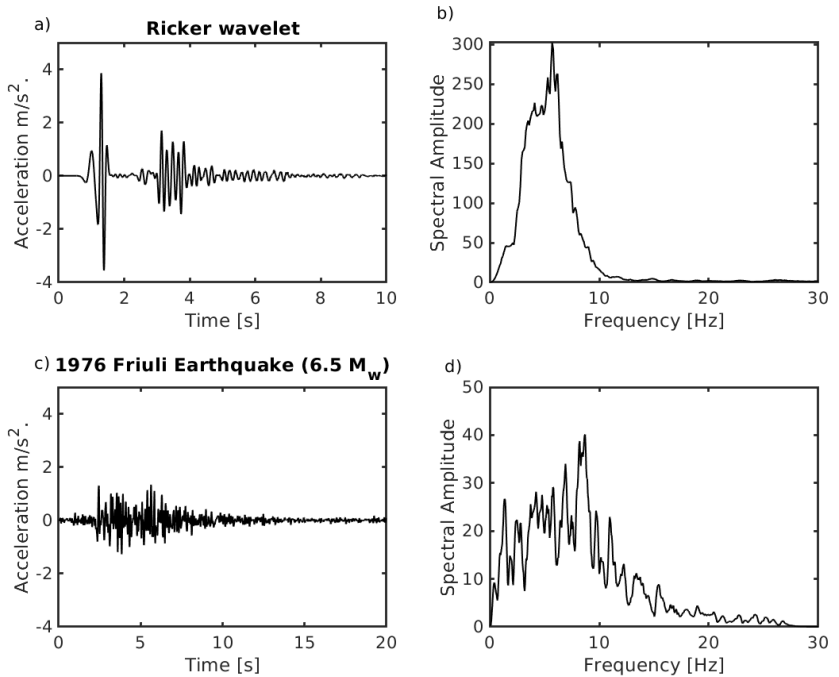 a)
Ricker wavelet
4
2
0
-2
-4
Acceleration m/s².
0 2 4 6 8 10
Time [s]
b)
300
250
200
150
100
50
0
Spectral Amplitude
0 10 20 30
Frequency [Hz]
c) 1976 Friuli Earthquake (6.5 M_w)
4
2
0
-2
-4
Acceleration m/s².
0 5 10 15 20
Time [s]
d)
50
40
30
20
10
0
Spectral Amplitude
0 10 20 30
Frequency [Hz]